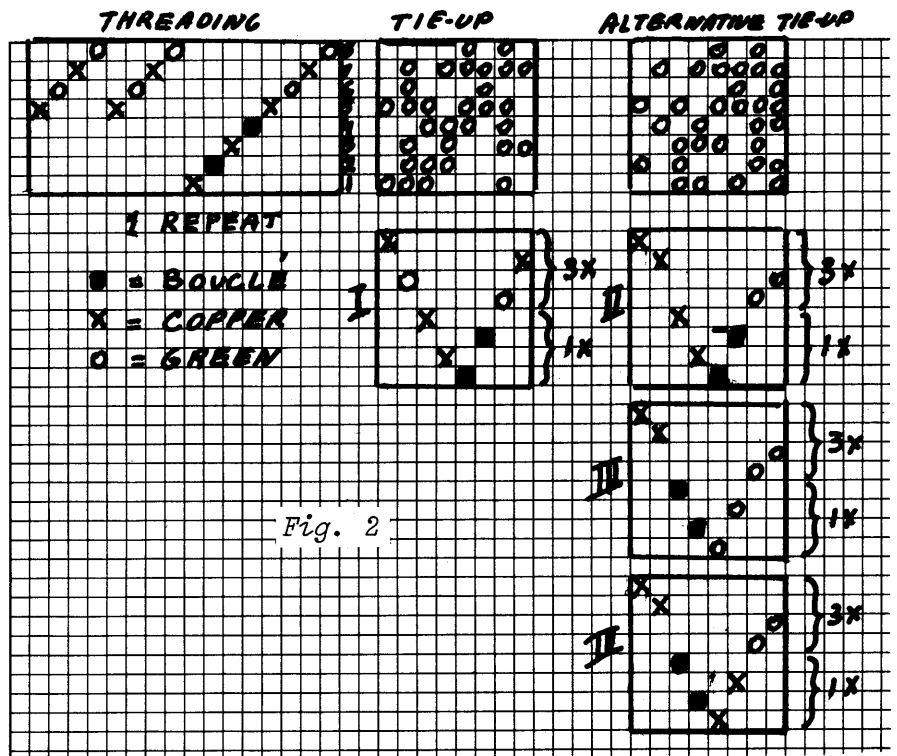 THREADING TIE-UP ALTERNATIVE TIE-UP
1 REPEAT
■ = BOUCLÉ
X = COPPER
O = GREEN
I
3X
1X
II
3X
1X
III
3X
1X
III
3X
1X
Fig. 2